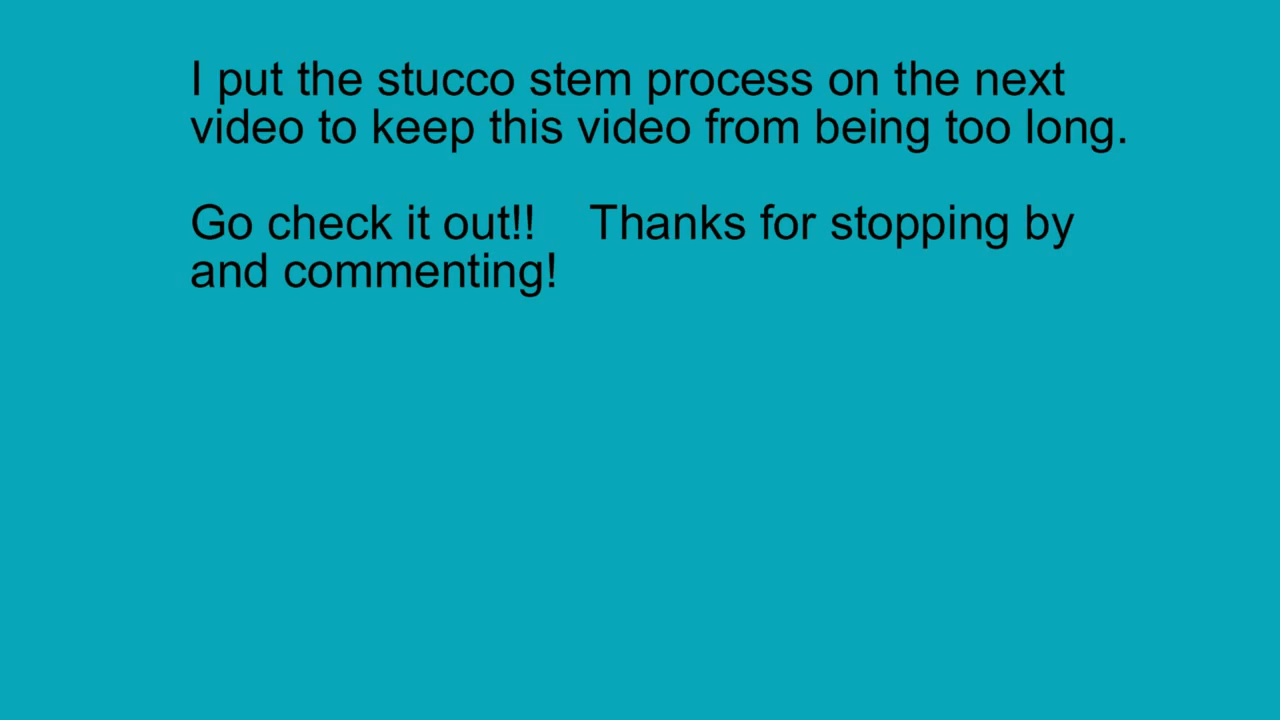 I put the stucco stem process on the next
video to keep this video from being too long.
Go check it out!! Thanks for stopping by
and commenting!